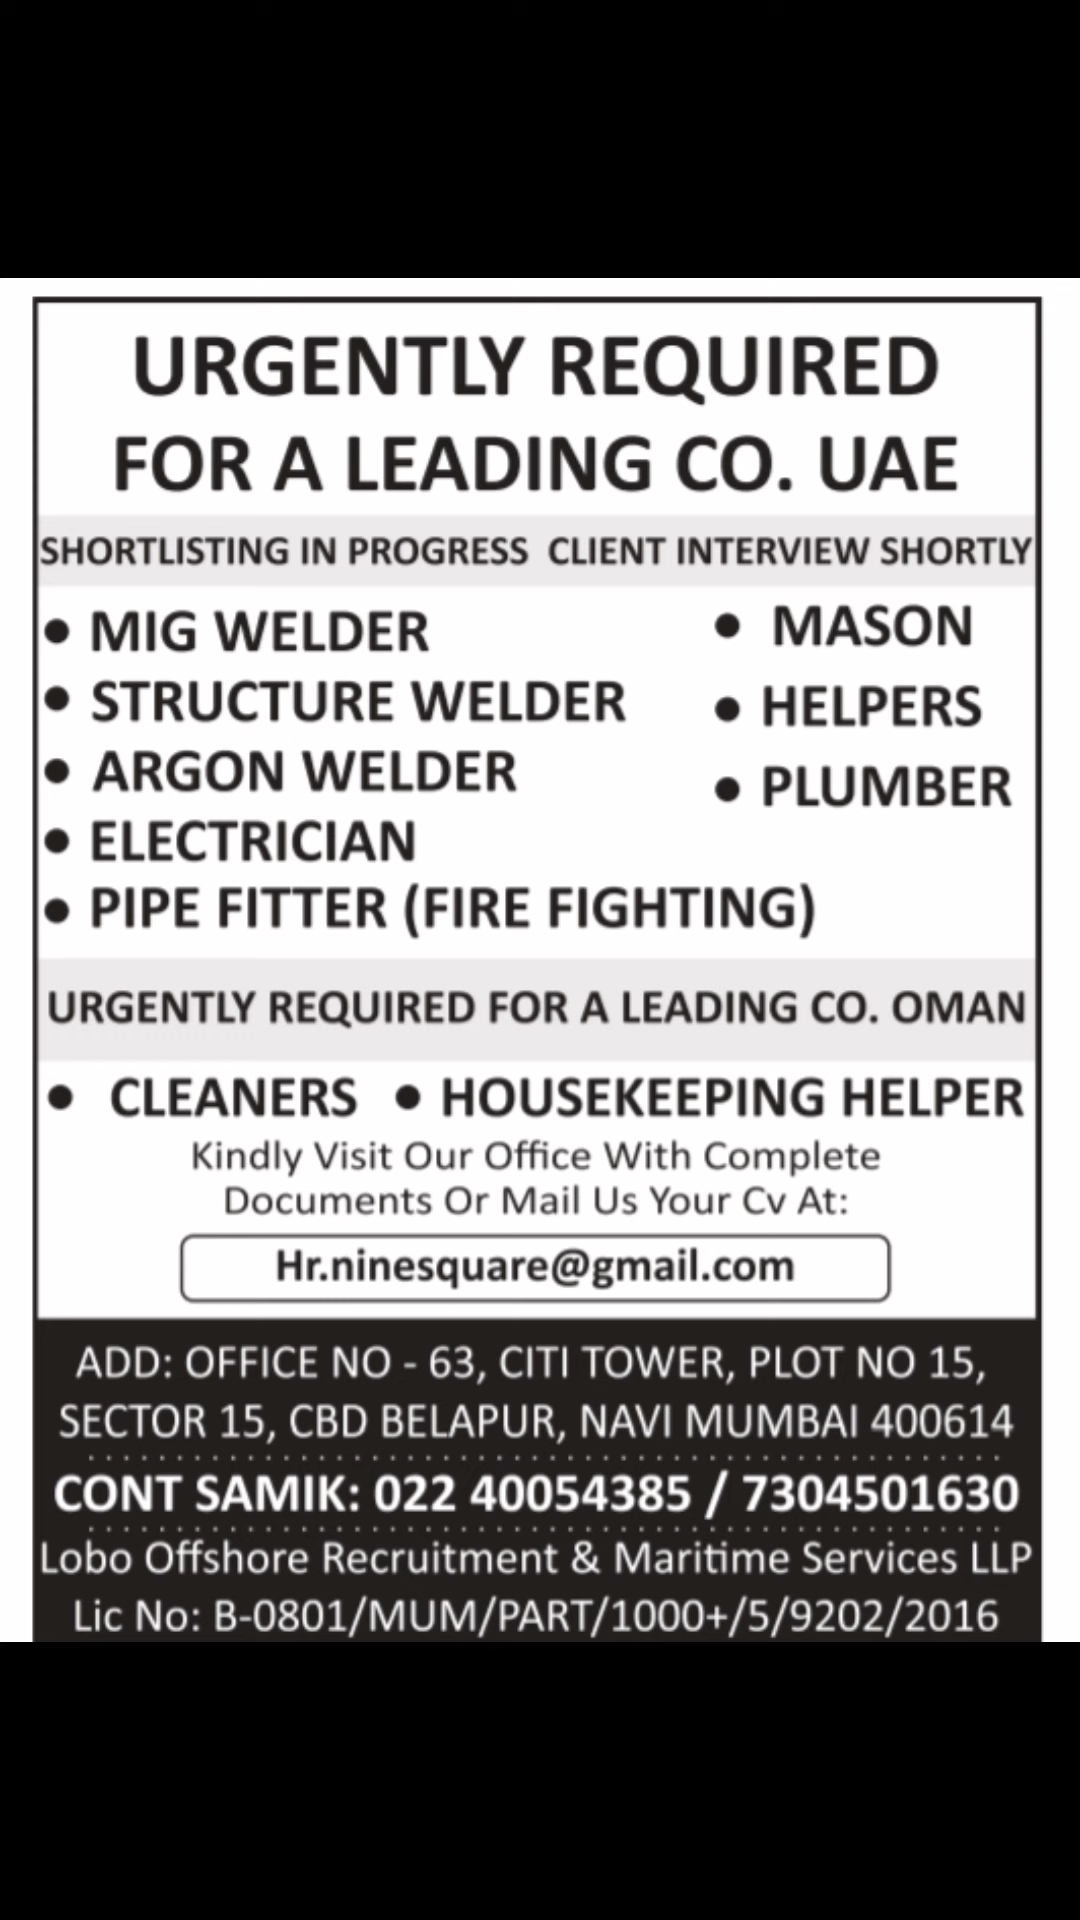 URGENTLY REQUIRED
FOR A LEADING CO. UAE
SHORTLISTING IN PROGRESS CLIENT INTERVIEW SHORTLY
• MIG WELDER
• STRUCTURE WELDER
• ARGON WELDER
• ELECTRICIAN
• PIPE FITTER (FIRE FIGHTING)
• MASON
• HELPERS
• PLUMBER
URGENTLY REQUIRED FOR A LEADING CO. OMAN
• CLEANERS • HOUSEKEEPING HELPER
Kindly Visit Our Office With Complete
Documents Or Mail Us Your Cv At:
Hr.ninesquare@gmail.com
ADD: OFFICE NO - 63, CITI TOWER, PLOT NO 15,
SECTOR 15, CBD BELAPUR, NAVI MUMBAI 400614
CONT SAMIK: 022 40054385 / 7304501630
Lobo Offshore Recruitment & Maritime Services LLP
Lic No: B-0801/MUM/PART/1000+/5/9202/2016